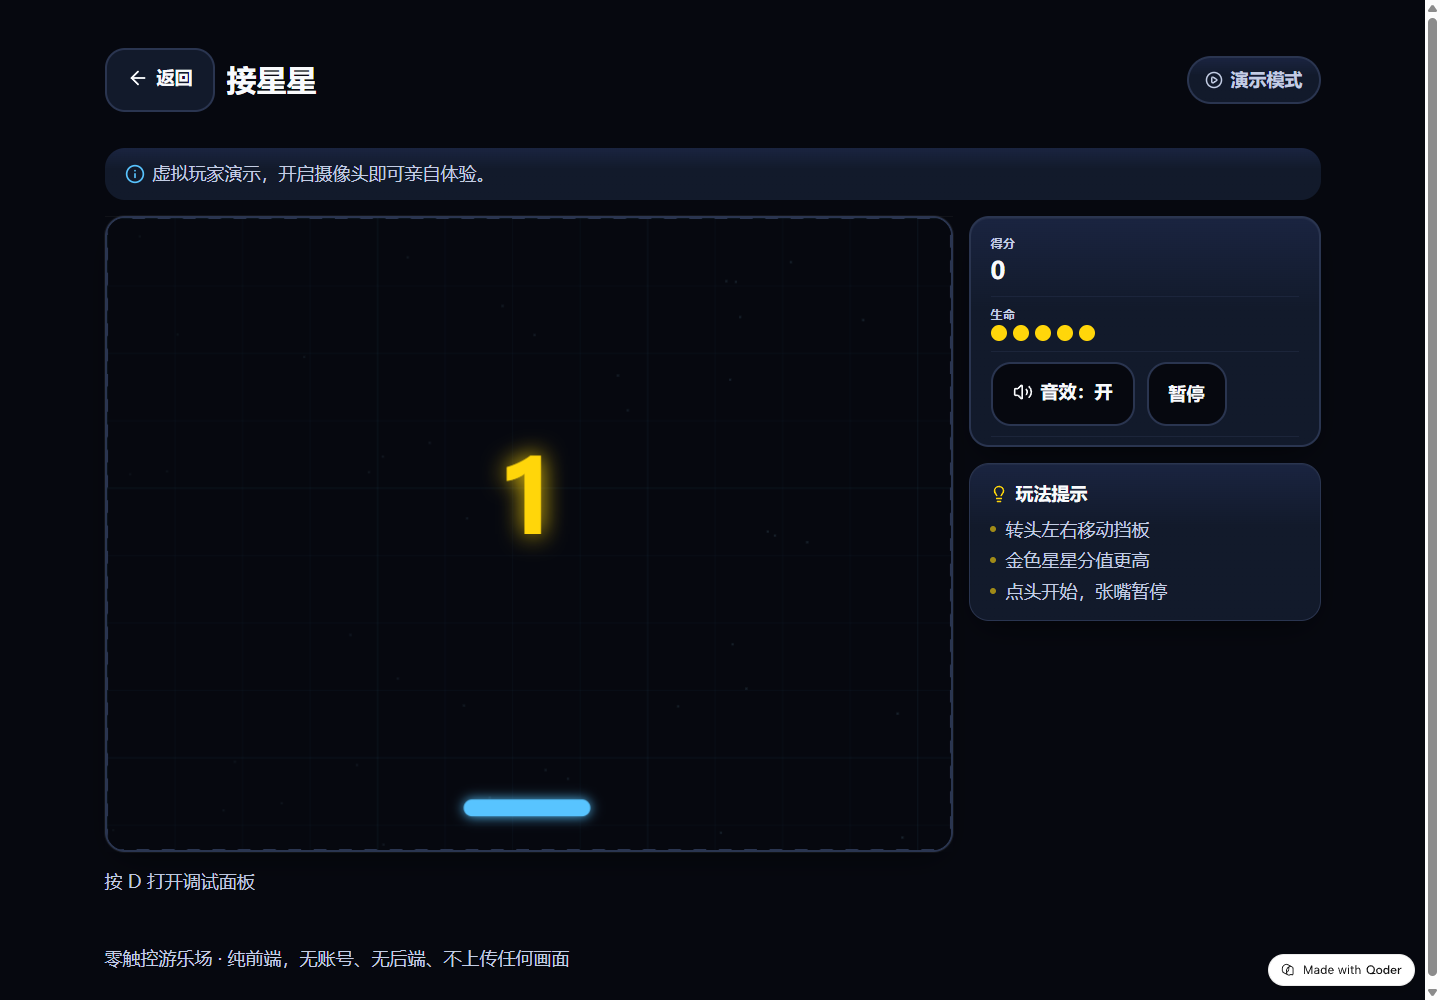 返回
接星星
演示模式
虚拟玩家演示，开启摄像头即可亲自体验。
得分
0
生命
音效：开
暂停
1
玩法提示
转头左右移动挡板
金色星星分值更高
点头开始，张嘴暂停
按 D 打开调试面板
零触控游乐场 · 纯前端，无账号、无后端、不上传任何画面
Made with Qoder